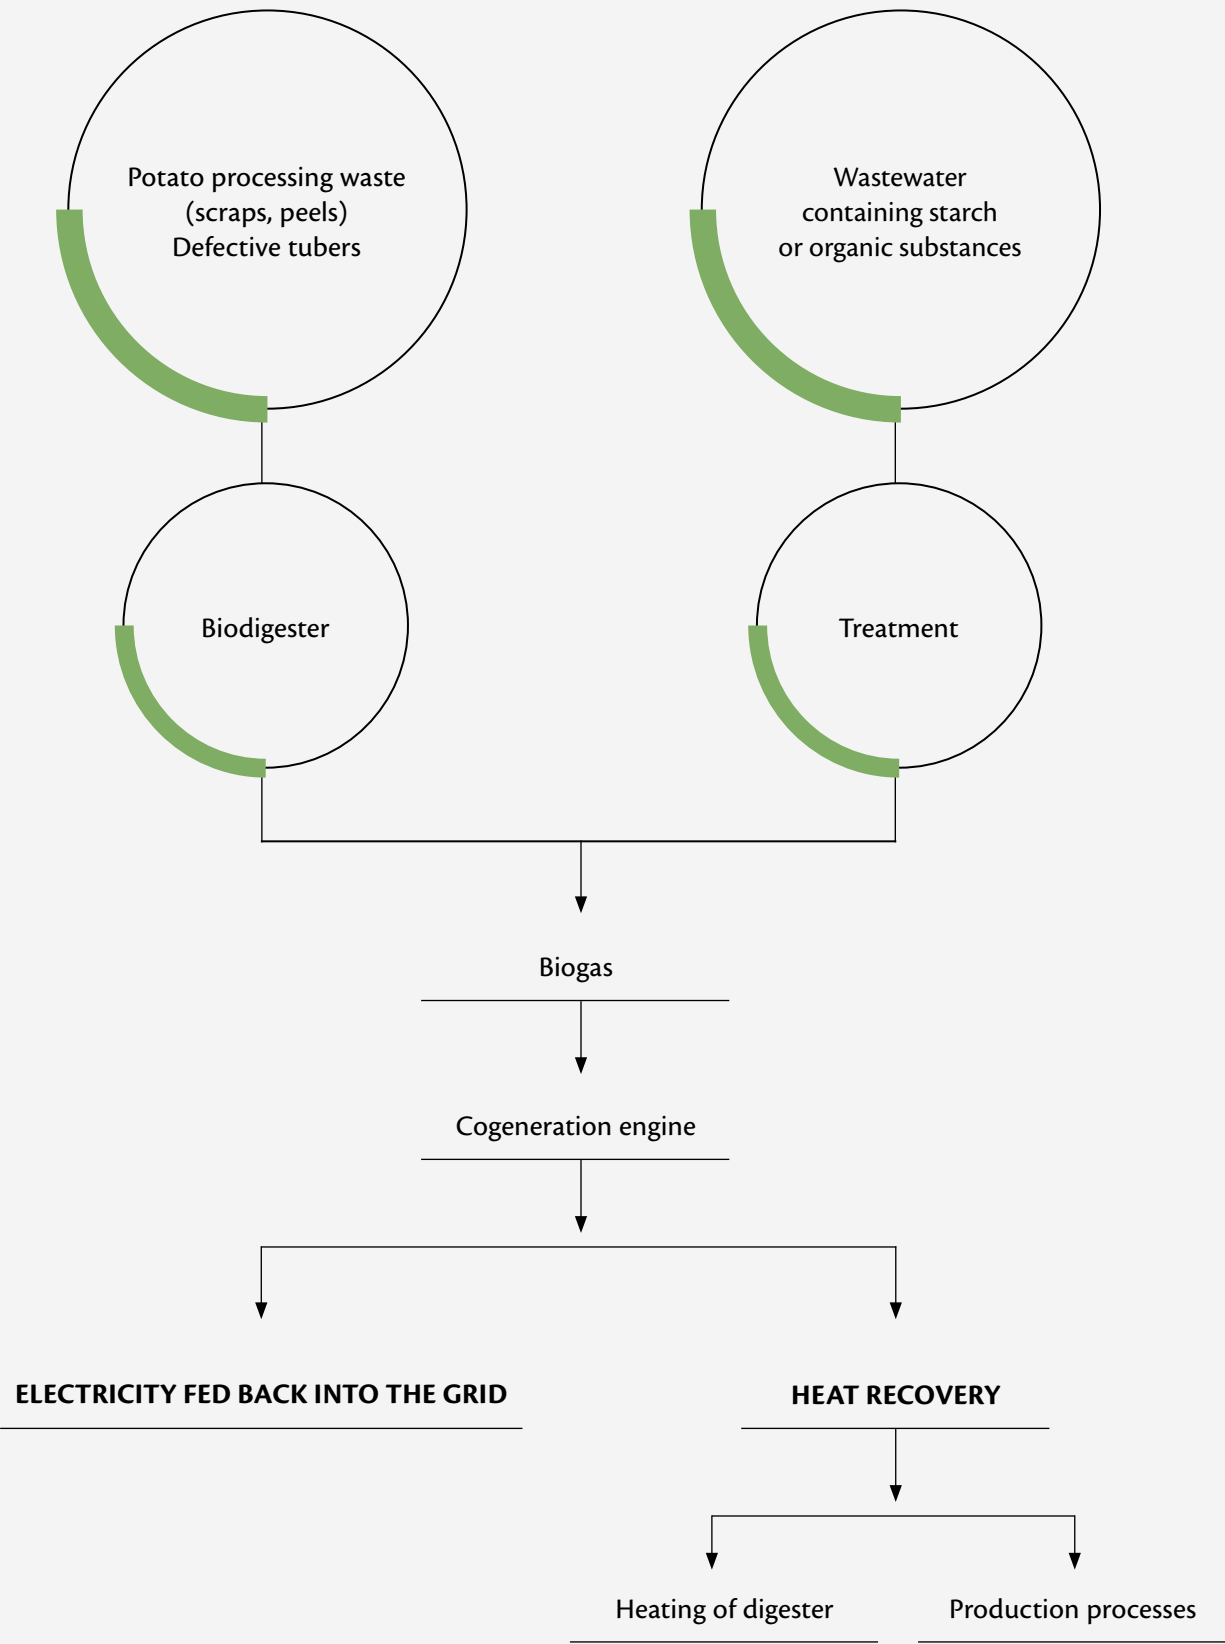 Potato processing waste
(scraps, peels)
Defective tubers
Wastewater
containing starch
or organic substances
Biodigester
Treatment
Biogas
Cogeneration engine
ELECTRICITY FED BACK INTO THE GRID
HEAT RECOVERY
Heating of digester
Production processes